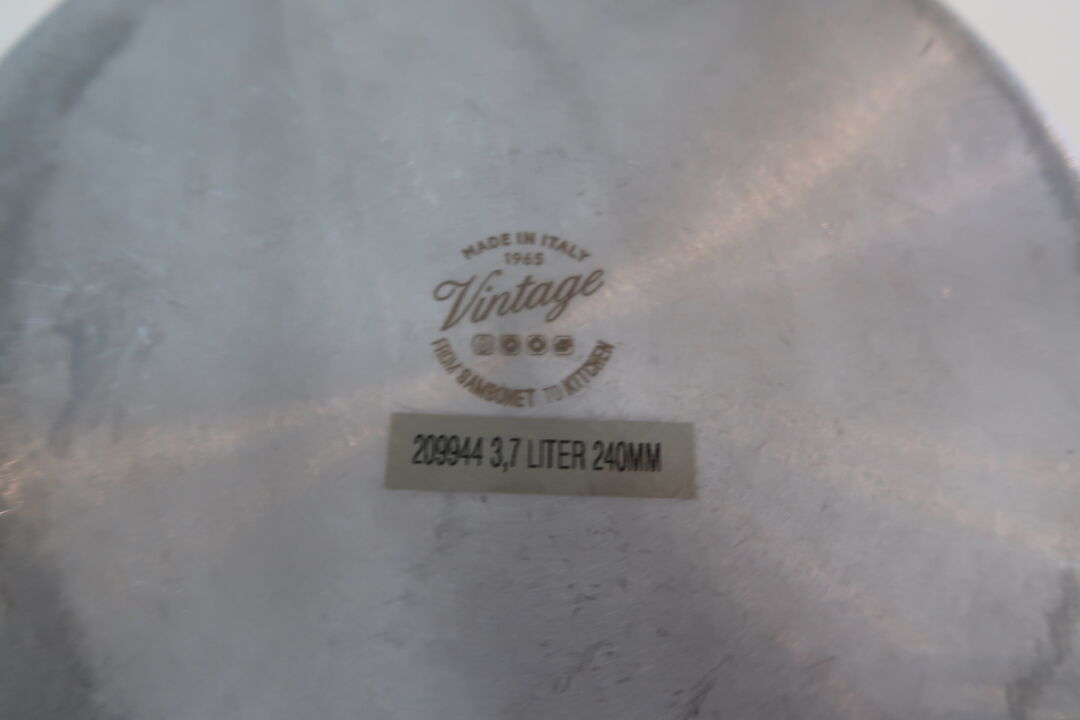 MADE IN ITALY
1965
Vintage
FROM SAMBONET TO KITCHEN
209944 3,7 LITER 240MM